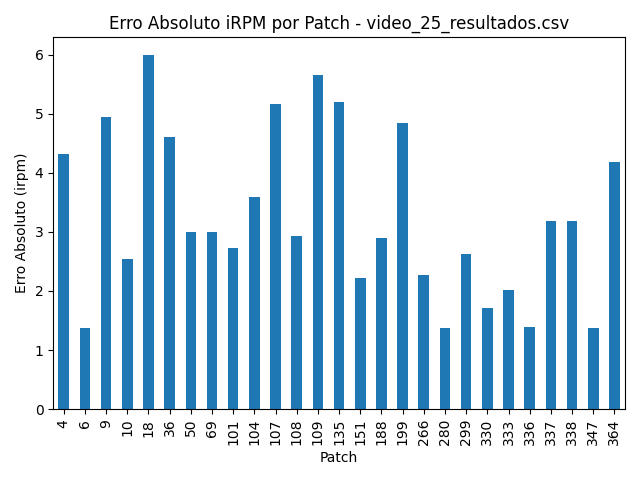 Erro Absoluto iRPM por Patch - video_25_resultados.csv
Erro Absoluto (irpm)
6
5
4
3
2
1
0
4 6 9 10 18 36 50 69 101 104 107 108 109 135 151 188 199 266 280 299 330 333 336 337 338 347 364
Patch